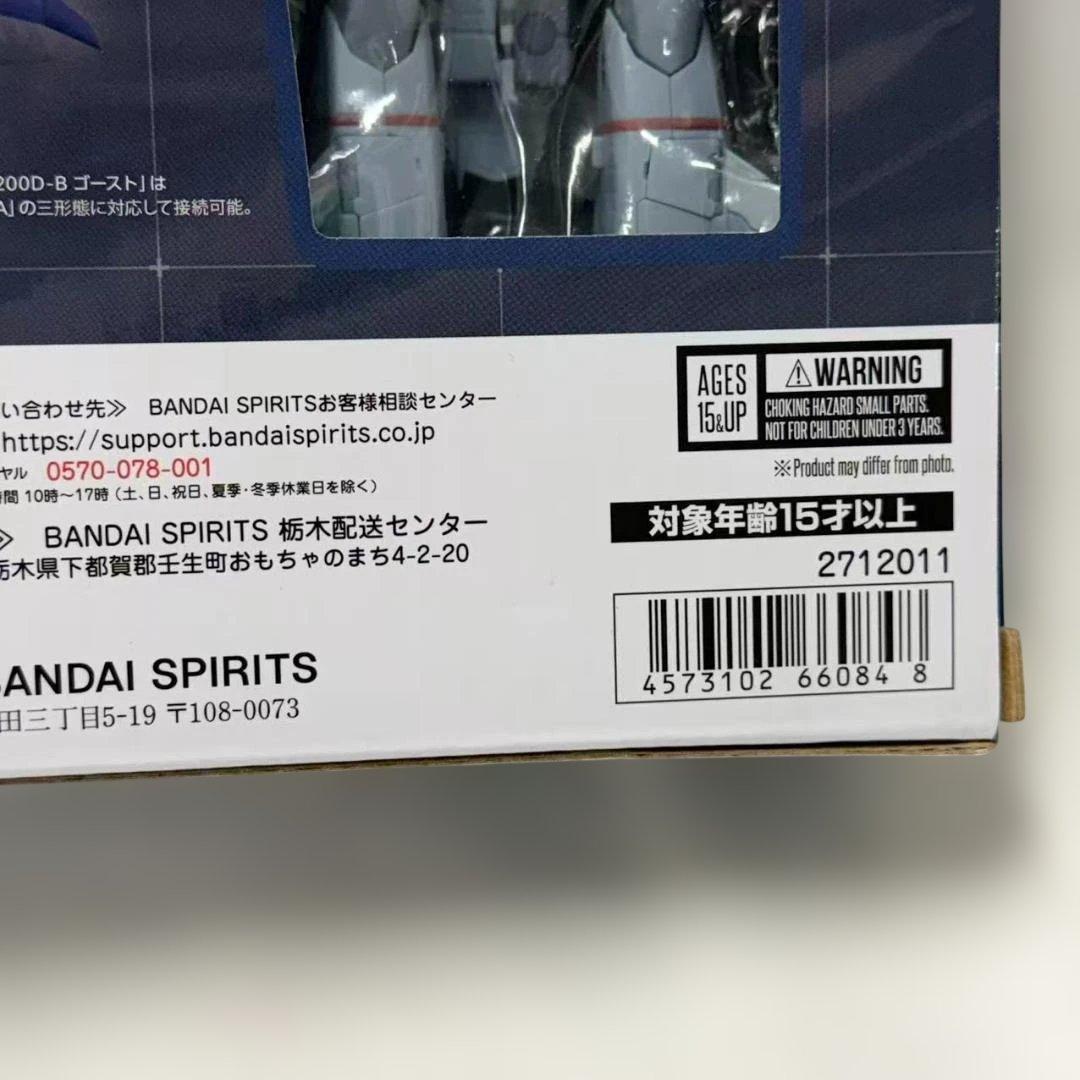 200D-B ゴースト」は
A」の三形態に対応して接続可能。
い合わせ先≫ BANDAI SPIRITSお客様相談センター
https://support.bandaispirits.co.jp
ヤル 0570-078-001
時間 10時～17時（土、日、祝日、夏季・冬季休業日を除く）
≫ BANDAI SPIRITS 栃木配送センター
栃木県下都賀郡壬生町おもちゃのまち4-2-20
BANDAI SPIRITS
田三丁目5-19 〒108-0073
AGES
15&UP
⚠WARNING
CHOKING HAZARD SMALL PARTS.
NOT FOR CHILDREN UNDER 3 YEARS.
※Product may differ from photo.
対象年齢15才以上
2712011
4573102 66084 8